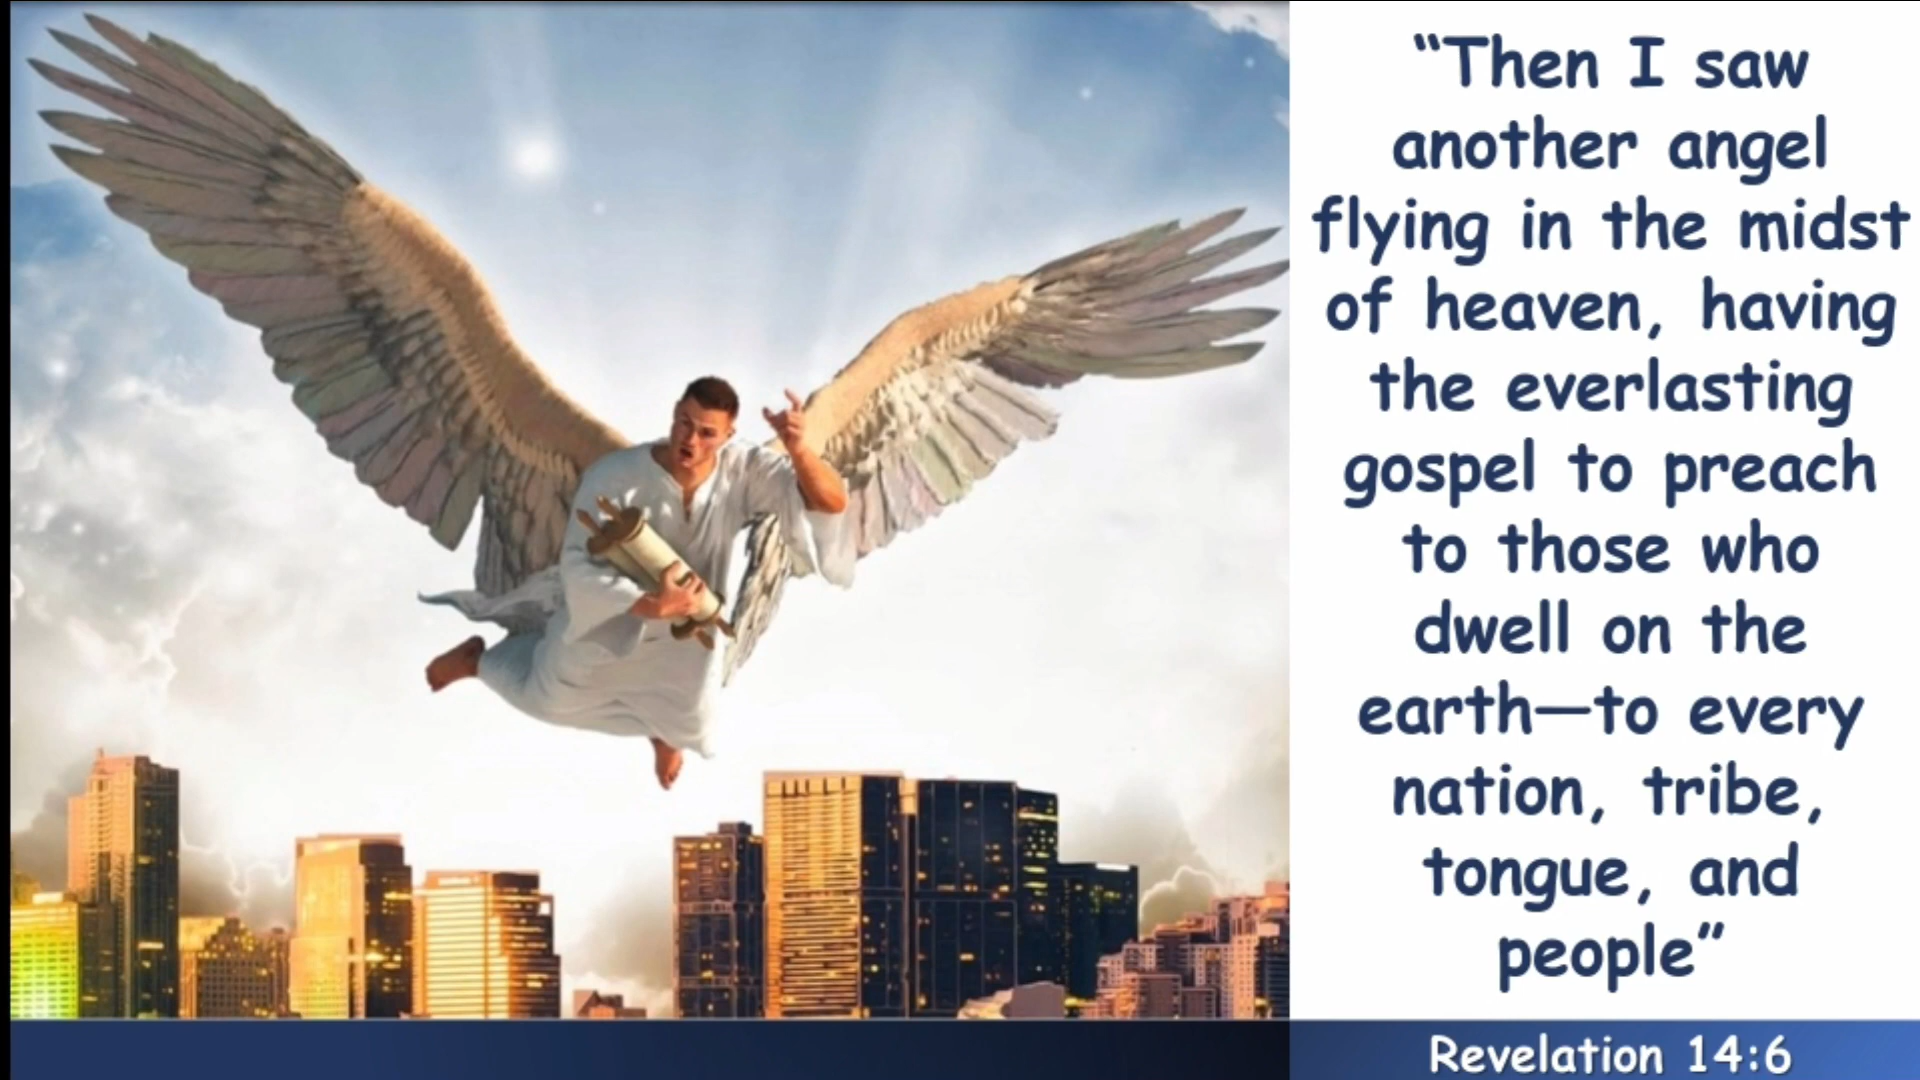 “Then I saw
another angel
flying in the midst
of heaven, having
the everlasting
gospel to preach
to those who
dwell on the
earth—to every
nation, tribe,
tongue, and
people”
Revelation 14:6